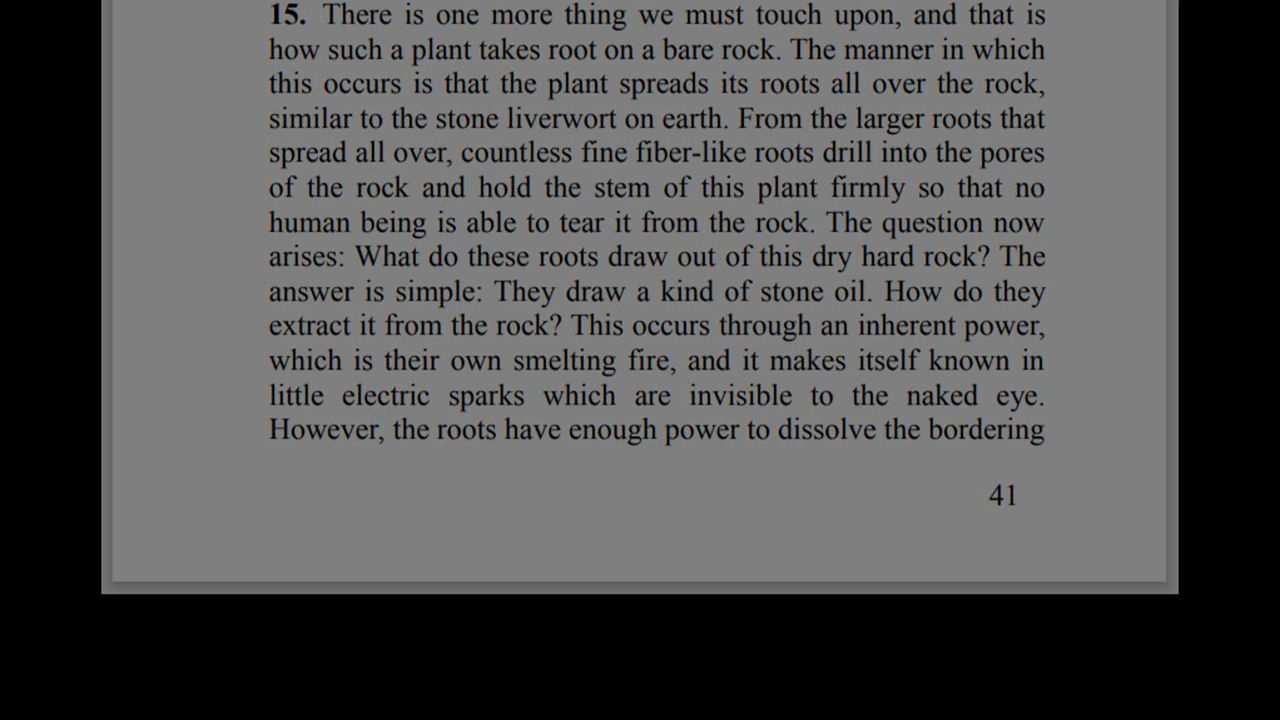 15. There is one more thing we must touch upon, and that is
how such a plant takes root on a bare rock. The manner in which
this occurs is that the plant spreads its roots all over the rock,
similar to the stone liverwort on earth. From the larger roots that
spread all over, countless fine fiber-like roots drill into the pores
of the rock and hold the stem of this plant firmly so that no
human being is able to tear it from the rock. The question now
arises: What do these roots draw out of this dry hard rock? The
answer is simple: They draw a kind of stone oil. How do they
extract it from the rock? This occurs through an inherent power,
which is their own smelting fire, and it makes itself known in
little electric sparks which are invisible to the naked eye.
However, the roots have enough power to dissolve the bordering
41